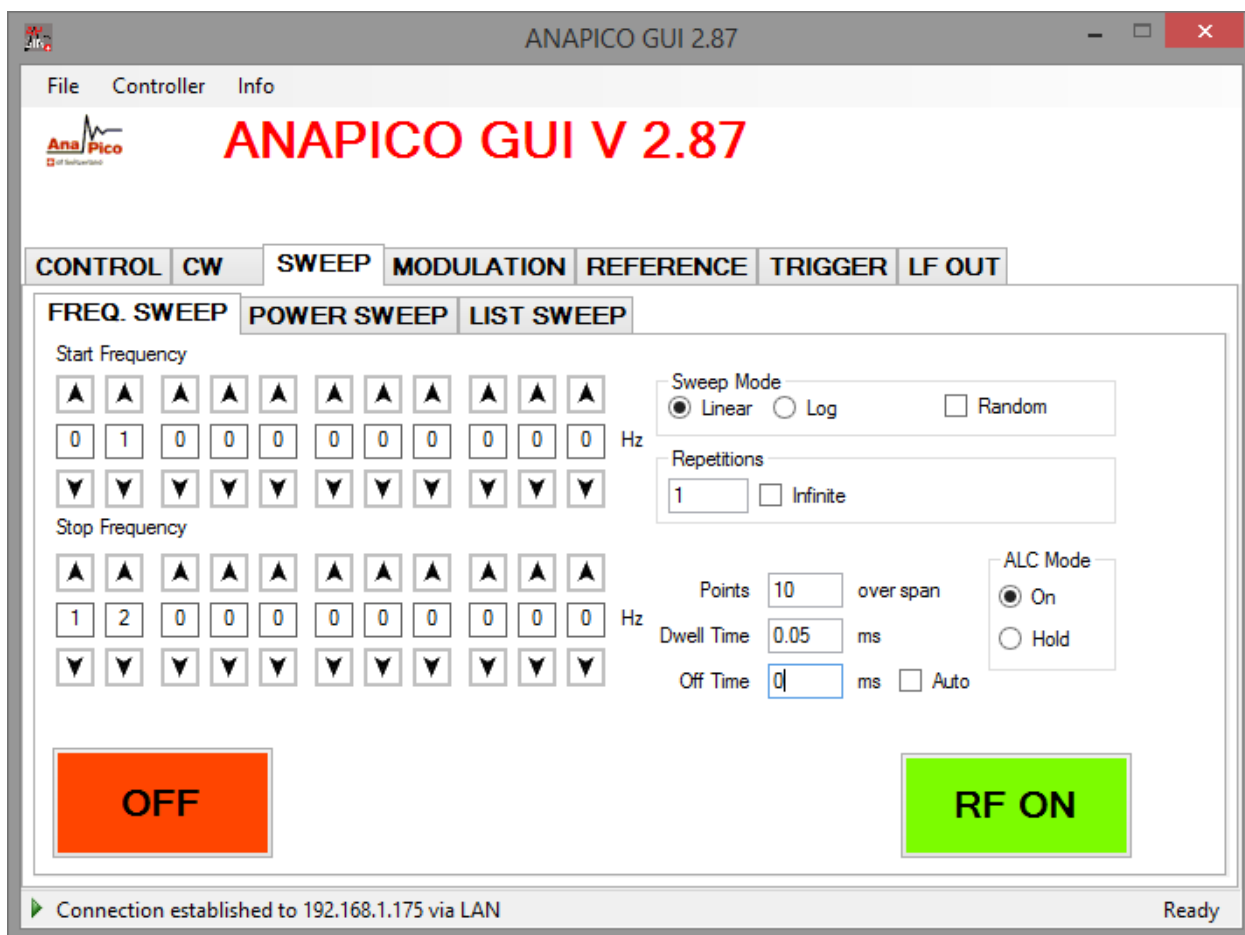 ANAPICO GUI 2.87
File Controller Info
AnaPico
of Switzerland
ANAPICO GUI V 2.87
CONTROL CW SWEEP MODULATION REFERENCE TRIGGER LF OUT
FREQ. SWEEP POWER SWEEP LIST SWEEP
Start Frequency
0 1 0 0 0 0 0 0 0 0 0 Hz
Stop Frequency
1 2 0 0 0 0 0 0 0 0 0 Hz
Sweep Mode
Linear Log Random
Repetitions
1 Infinite
Points 10 over span
Dwell Time 0.05 ms
Off Time 0 ms Auto
ALC Mode
On
Hold
OFF
RF ON
Connection established to 192.168.1.175 via LAN Ready